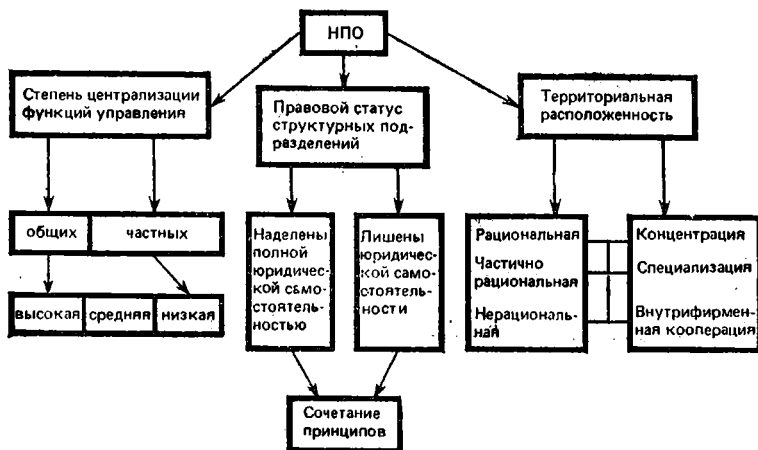 НПО
Степень централизации
функций управления
Правовой статус
структурных под-
разделений
Территориальная
расположенность
общих
частных
высокая
средняя
низкая
Наделены
полной
юридичес-
кой само-
стоятель-
ностью
Лишены
юридичес-
кой само-
стоятель-
ности
Рациональная
Частично
рациональная
Нерациональ-
ная
Концентрация
Специализация
Внутрифирмен-
ная кооперация
Сочетание
принципов